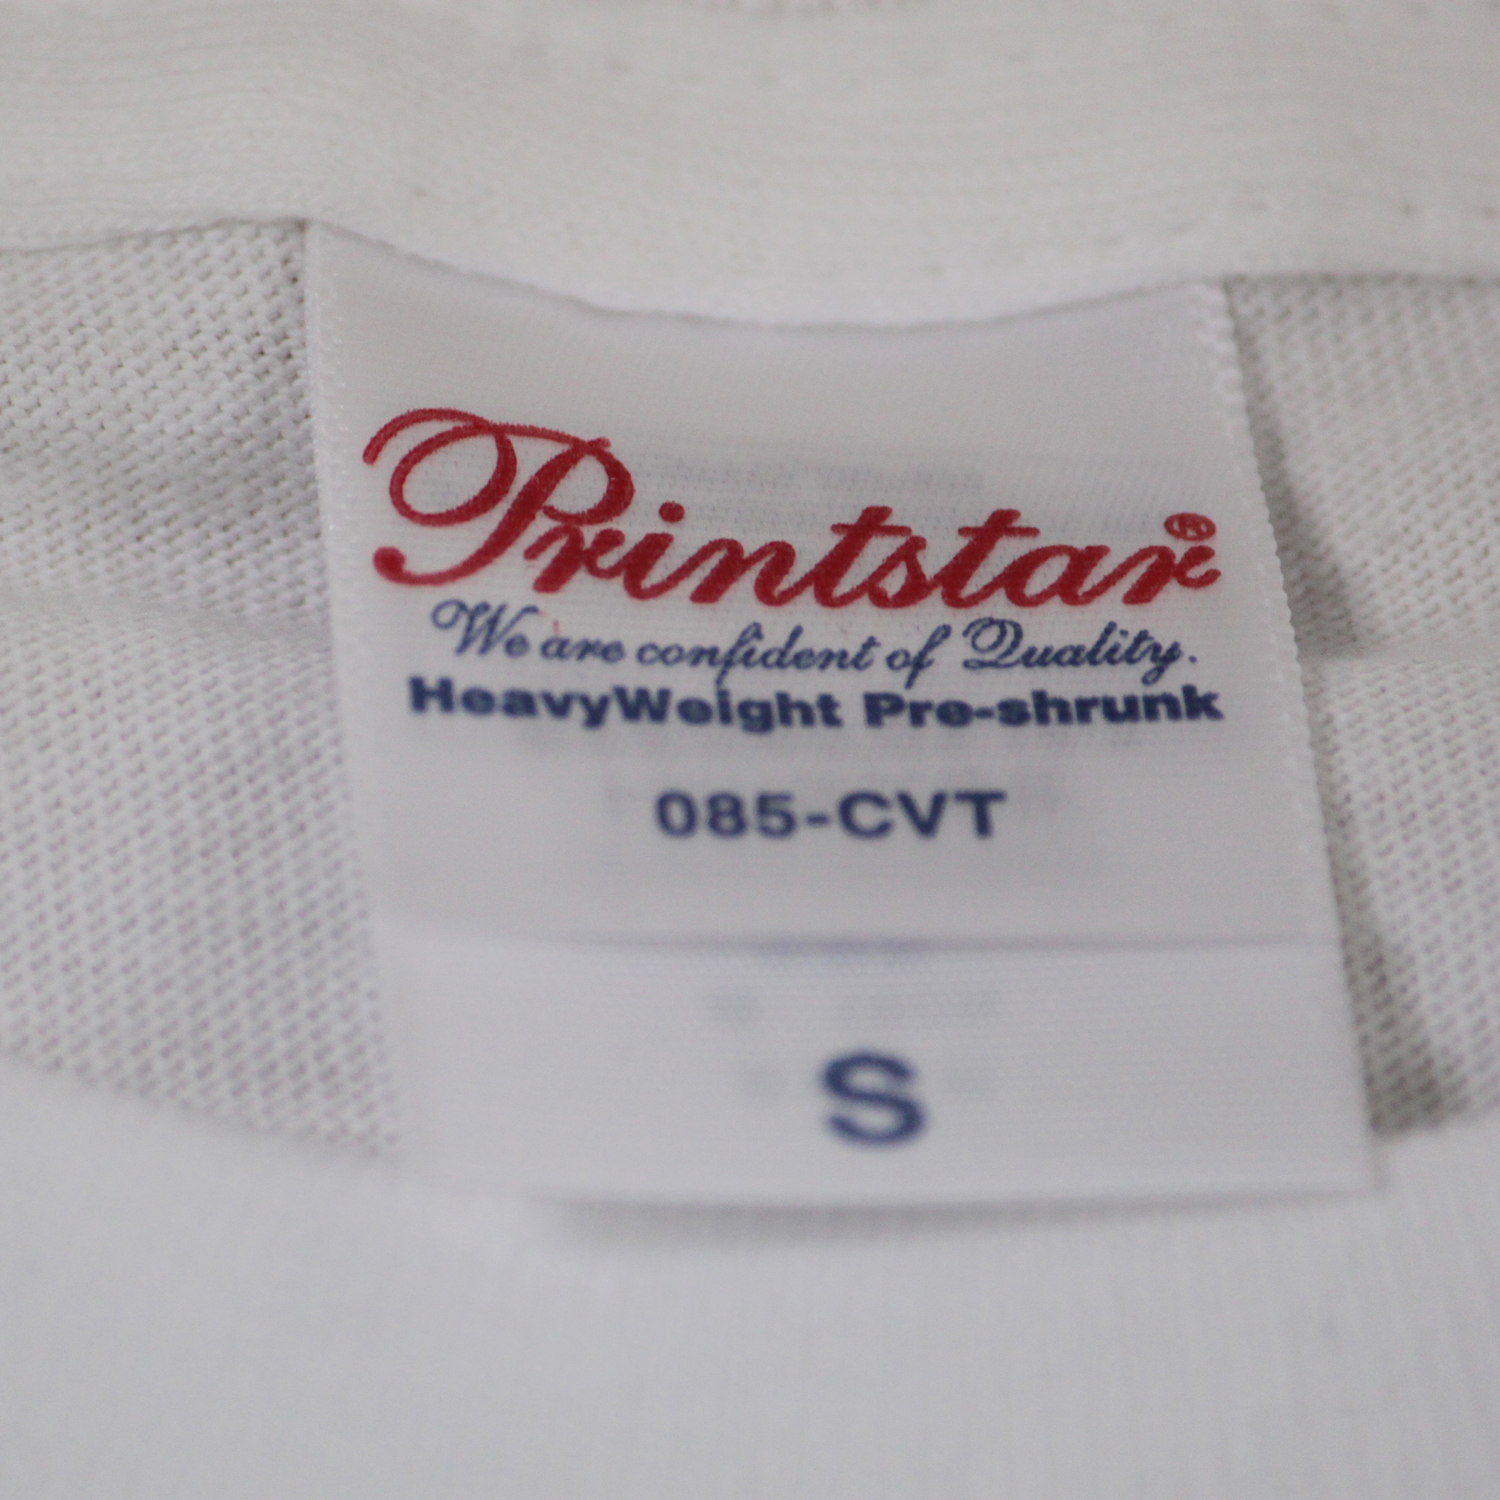 Printstar®
We are confident of Quality.
HeavyWeight Pre-shrunk
085-CVT
S